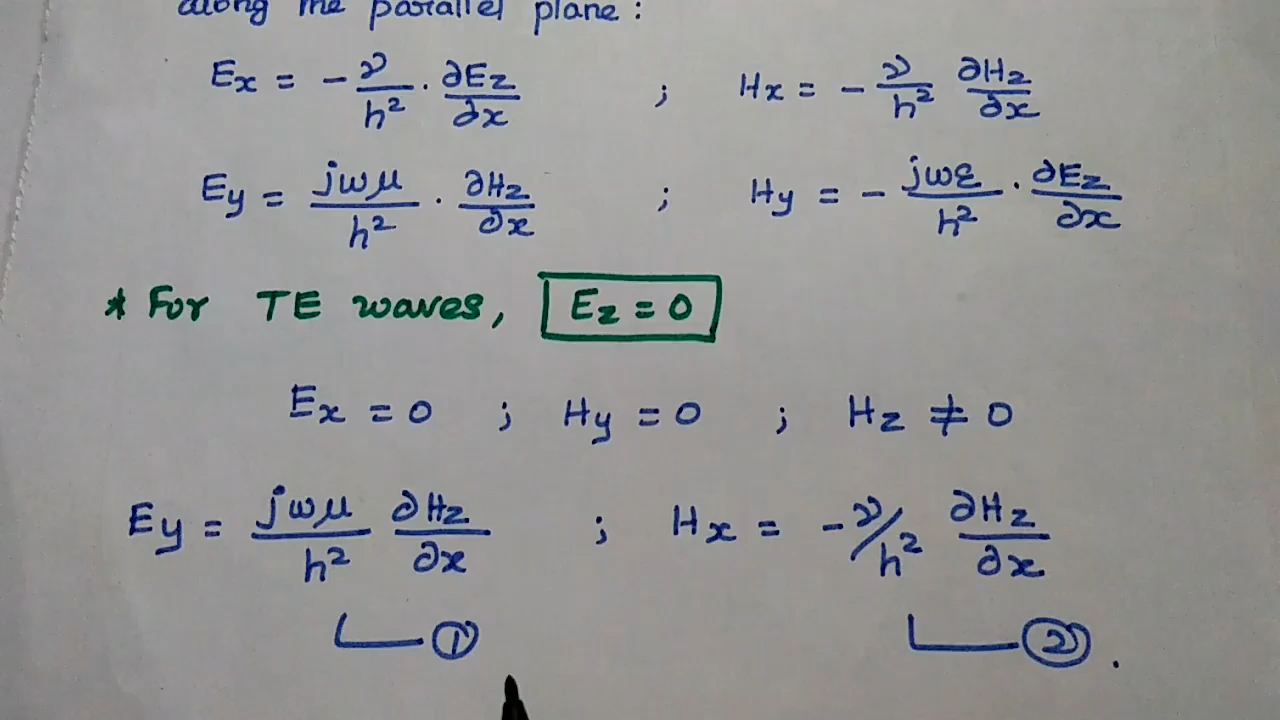 along the parallel plane :
Ex = - ν/h² . ∂Ez/∂x ; Hx = - ν/h² ∂Hz/∂x
Ey = jωμ/h² . ∂Hz/∂x ; Hy = - jωε/h² . ∂Ez/∂x
* For TE waves, Ez = 0
Ex = 0 ; Hy = 0 ; Hz ≠ 0
Ey = jωμ/h² ∂Hz/∂x ; Hx = - ν/h² ∂Hz/∂x
① ② .